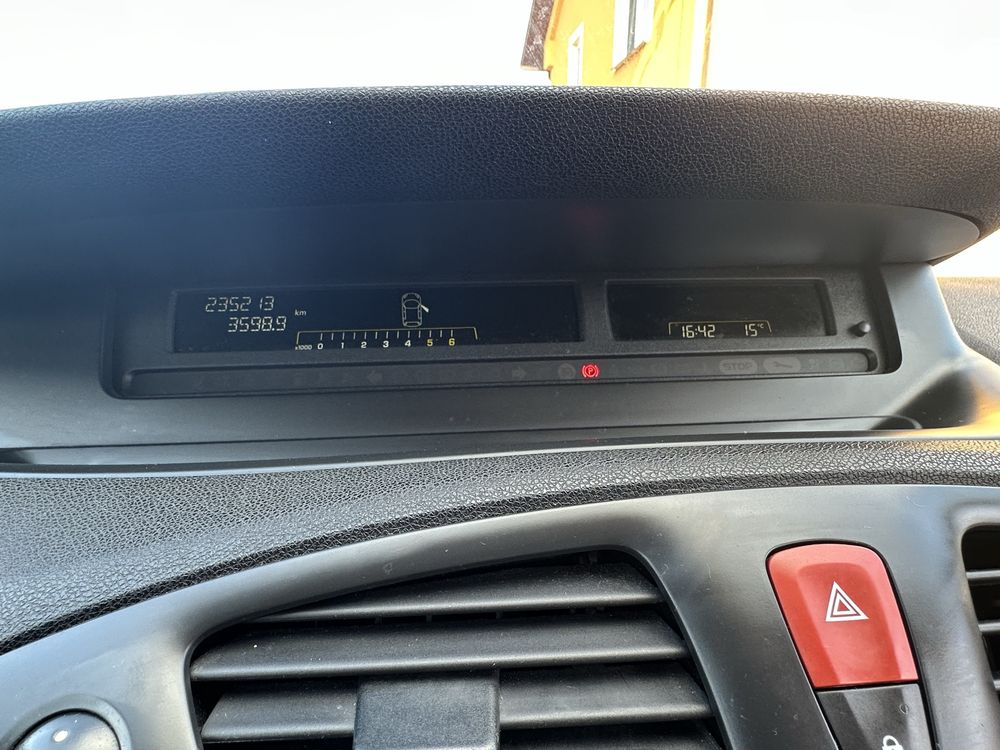 235213
3598.9 km
x1000 0 1 2 3 4 5 6
16:42 15°C
P
STOP